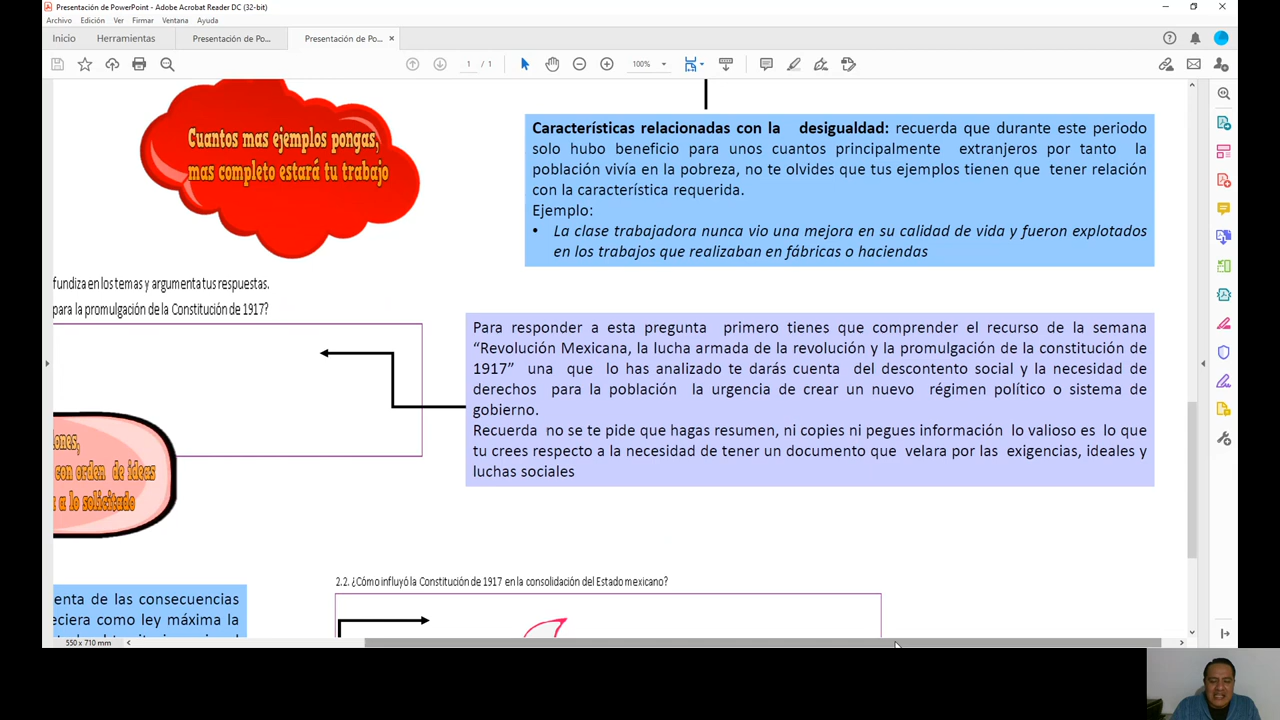 Presentación de PowerPoint - Adobe Acrobat Reader DC (32-bit)
Archivo Edición Ver Firmar Ventana Ayuda
Inicio Herramientas Presentación de Po... Presentación de Po... ×
1 / 1 100%
Cuantos mas ejemplos pongas,
mas completo estará tu trabajo
Características relacionadas con la desigualdad: recuerda que durante este periodo
solo hubo beneficio para unos cuantos principalmente extranjeros por tanto la
población vivía en la pobreza, no te olvides que tus ejemplos tienen que tener relación
con la característica requerida.
Ejemplo:
• La clase trabajadora nunca vio una mejora en su calidad de vida y fueron explotados
en los trabajos que realizaban en fábricas o haciendas
fundiza en los temas y argumenta tus respuestas.
para la promulgación de la Constitución de 1917?
Para responder a esta pregunta primero tienes que comprender el recurso de la semana
“Revolución Mexicana, la lucha armada de la revolución y la promulgación de la constitución de
1917” una que lo has analizado te darás cuenta del descontento social y la necesidad de
derechos para la población la urgencia de crear un nuevo régimen político o sistema de
gobierno.
Recuerda no se te pide que hagas resumen, ni copies ni pegues información lo valioso es lo que
tu crees respecto a la necesidad de tener un documento que velara por las exigencias, ideales y
luchas sociales
iones,
con orden de ideas
a lo solicitado
2.2. ¿Cómo influyó la Constitución de 1917 en la consolidación del Estado mexicano?
enta de las consecuencias
eciera como ley máxima la
550 x 710 mm